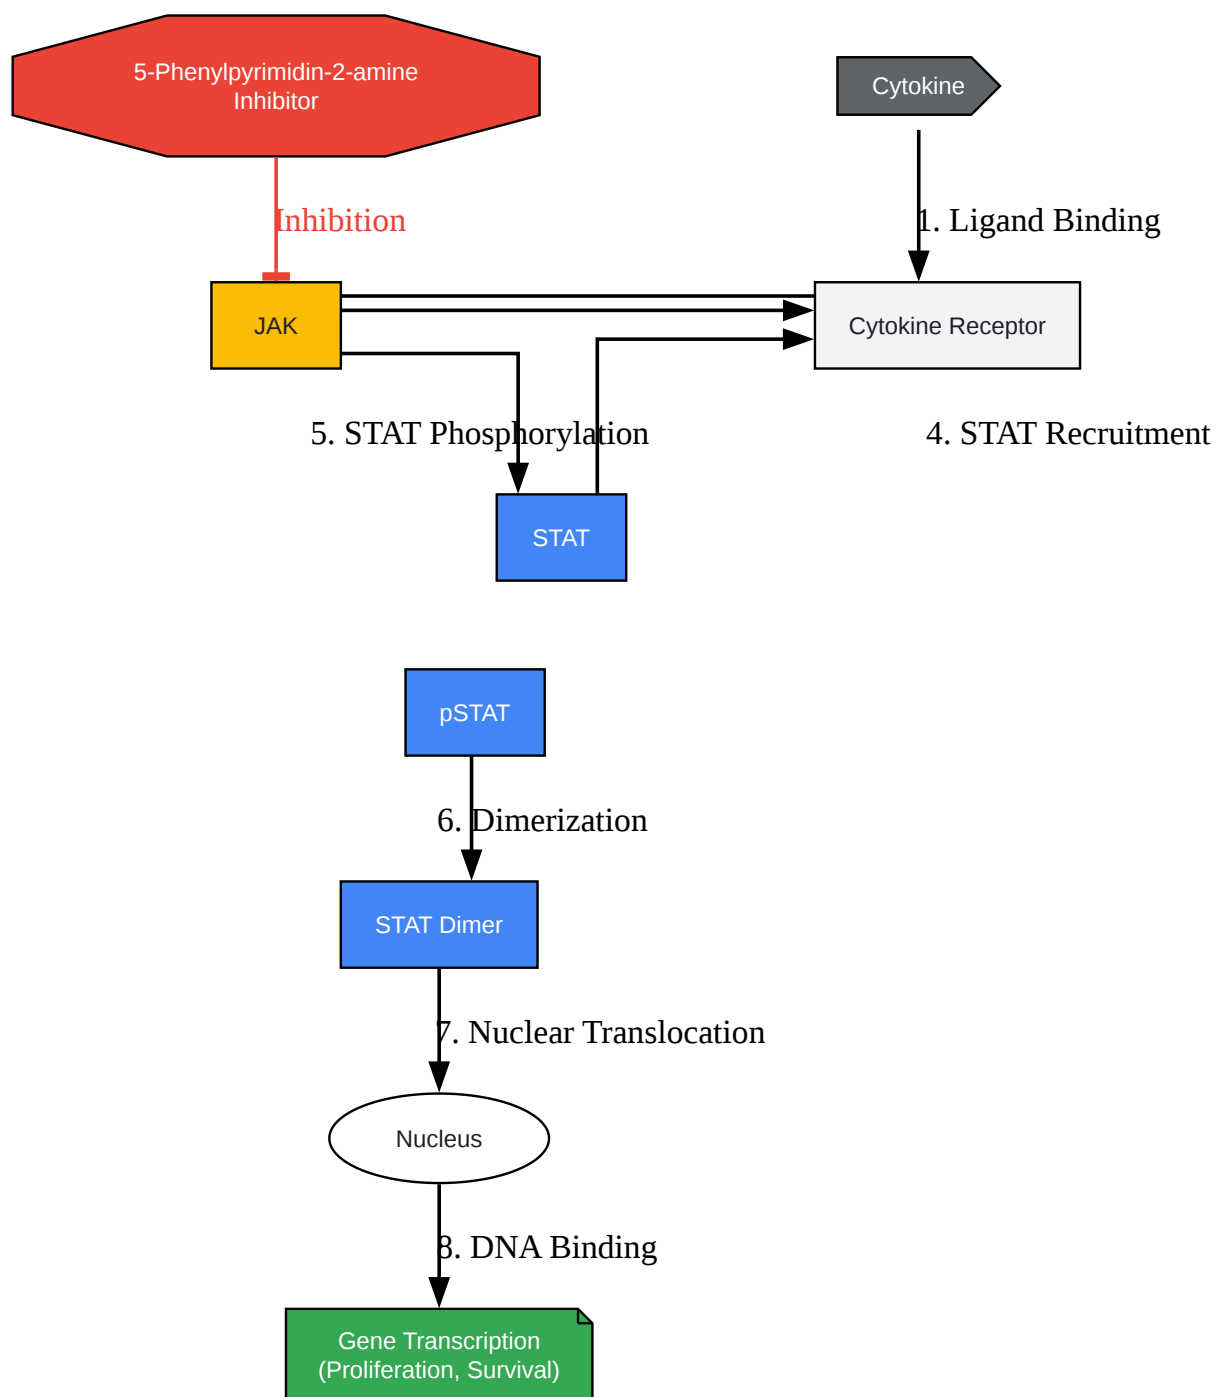 5-Phenylpyrimidin-2-amine
Inhibitor
Cytokine
Inhibition
1. Ligand Binding
JAK
Cytokine Receptor
5. STAT Phosphorylation
4. STAT Recruitment
STAT
pSTAT
6. Dimerization
STAT Dimer
7. Nuclear Translocation
Nucleus
8. DNA Binding
Gene Transcription
(Proliferation, Survival)